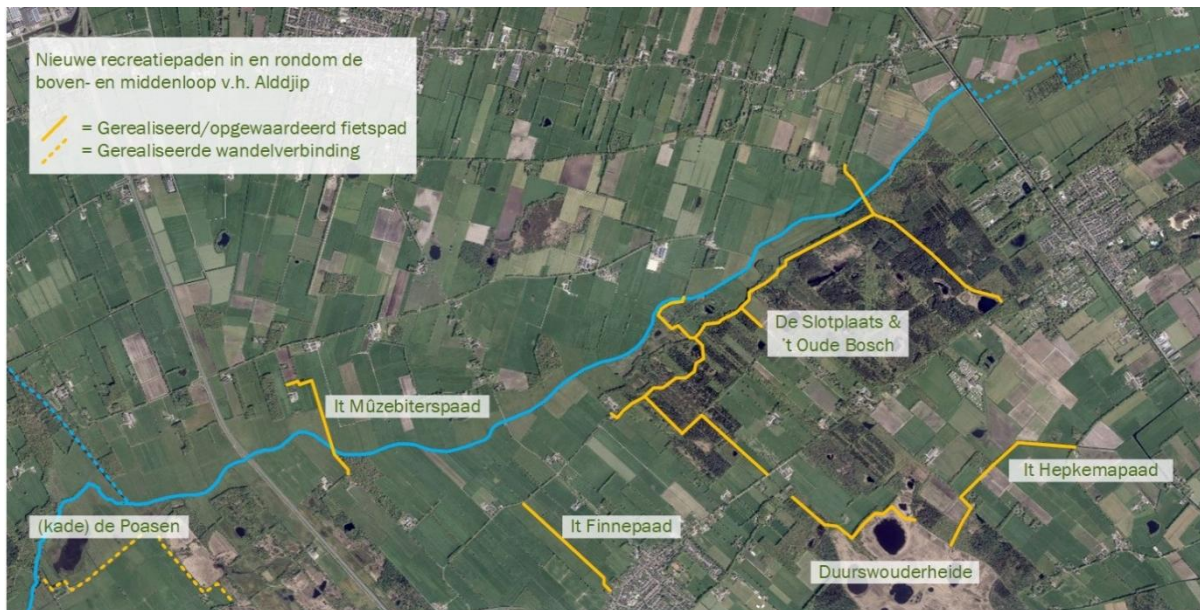 Nieuwe recreatiepaden in en rondom de
boven- en middenloop v.h. Alddjip
= Gerealiseerd/opgewaardeerd fietspad
= Gerealiseerde wandelverbinding
De Slotplaats &
't Oude Bosch
It Mûzebiterspaad
It Hepkemapaad
(kade) de Poasen
It Finnepaad
Duurswouderheide